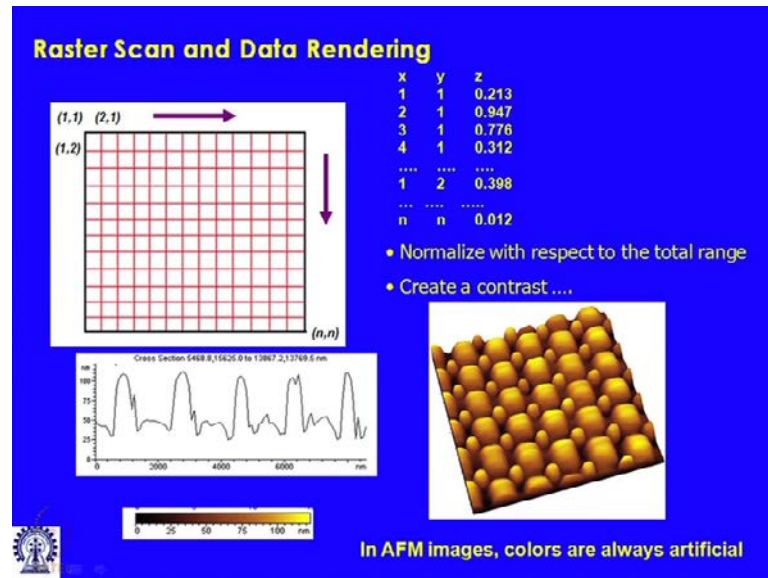 Raster Scan and Data Rendering
x y z
1 1 0.213
2 1 0.947
3 1 0.776
4 1 0.312
.... .... ....
1 2 0.398
... .... .....
n n 0.012
(1,1) (2,1)
(1,2)
(n,n)
• Normalize with respect to the total range
• Create a contrast ....
Cross Section 5468.8,15625.0 to 13867.2,13769.5 nm
nm
100
75
50
25
0
0 2000 4000 6000 nm
0 25 50 75 100 nm
In AFM images, colors are always artificial